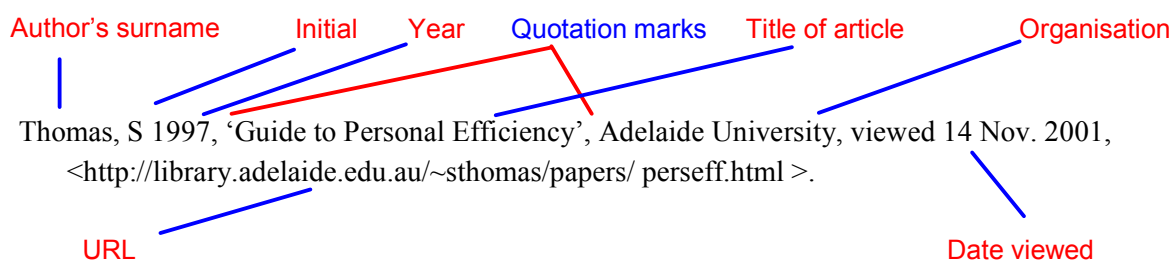 Author's surname Initial Year Quotation marks Title of article Organisation
Thomas, S 1997, ‘Guide to Personal Efficiency’, Adelaide University, viewed 14 Nov. 2001,
<http://library.adelaide.edu.au/~sthomas/papers/ perseff.html >.
URL Date viewed